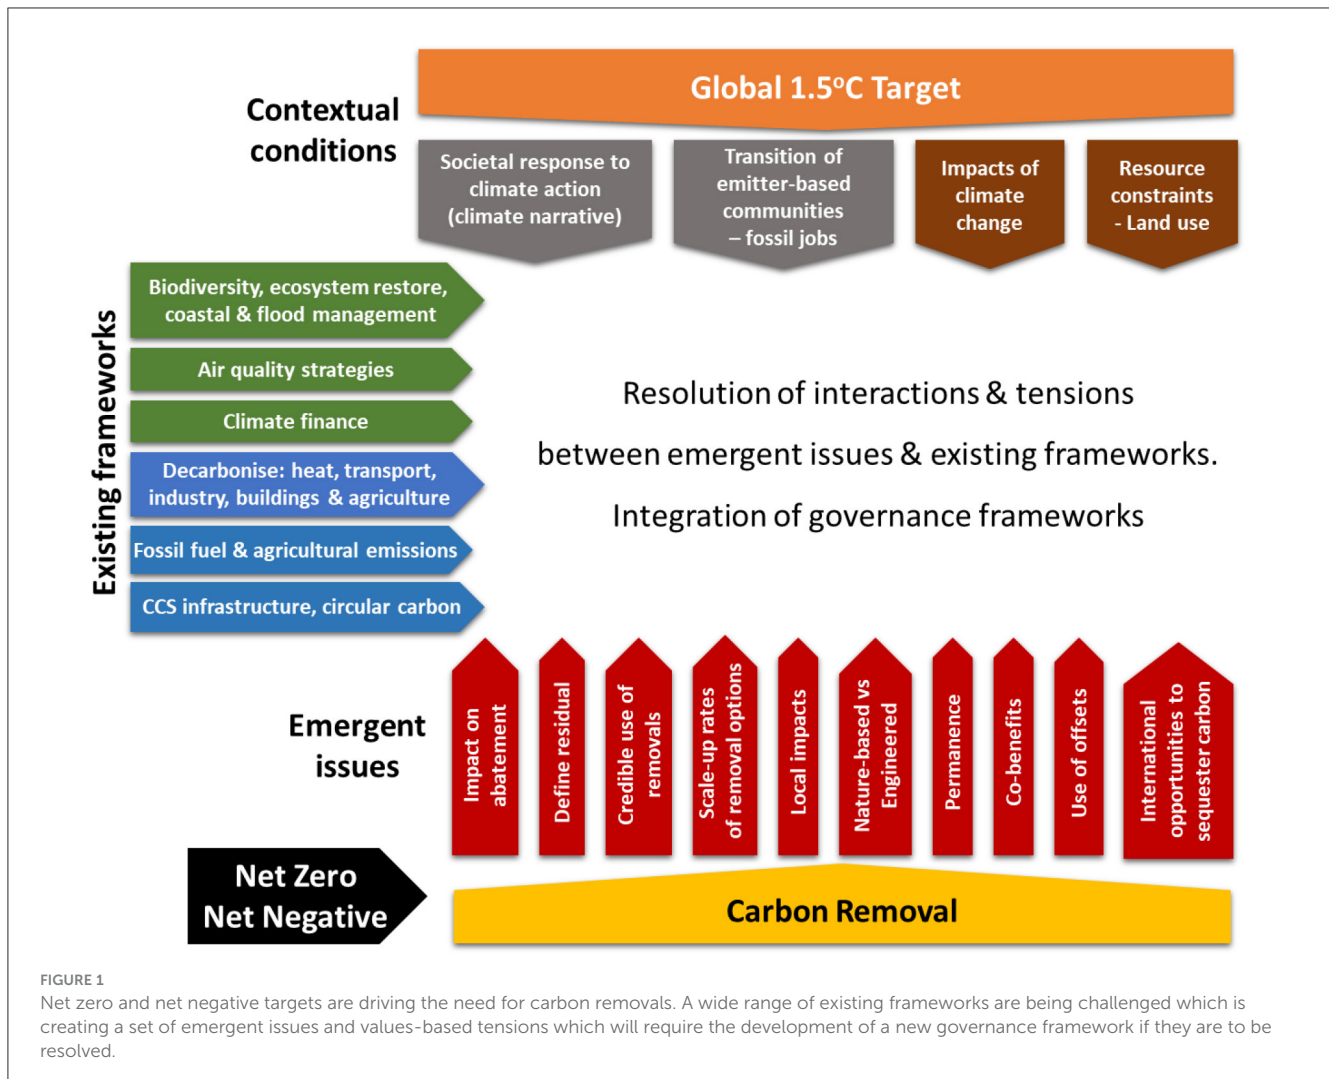 Contextual
conditions
Global 1.5°C Target
Societal response to
climate action
(climate narrative)
Transition of
emitter-based
communities
– fossil jobs
Impacts of
climate
change
Resource
constraints
- Land use
Existing frameworks
Biodiversity, ecosystem restore,
coastal & flood management
Air quality strategies
Climate finance
Decarbonise: heat, transport,
industry, buildings & agriculture
Fossil fuel & agricultural emissions
CCS infrastructure, circular carbon
Resolution of interactions & tensions
between emergent issues & existing frameworks.
Integration of governance frameworks
Emergent
issues
Impact on
abatement
Define residual
Credible use of
removals
Scale-up rates
of removal options
Local impacts
Nature-based vs
Engineered
Permanence
Co-benefits
Use of offsets
International
opportunities to
sequester carbon
Net Zero
Net Negative
Carbon Removal
FIGURE 1
Net zero and net negative targets are driving the need for carbon removals. A wide range of existing frameworks are being challenged which is
creating a set of emergent issues and values-based tensions which will require the development of a new governance framework if they are to be
resolved.